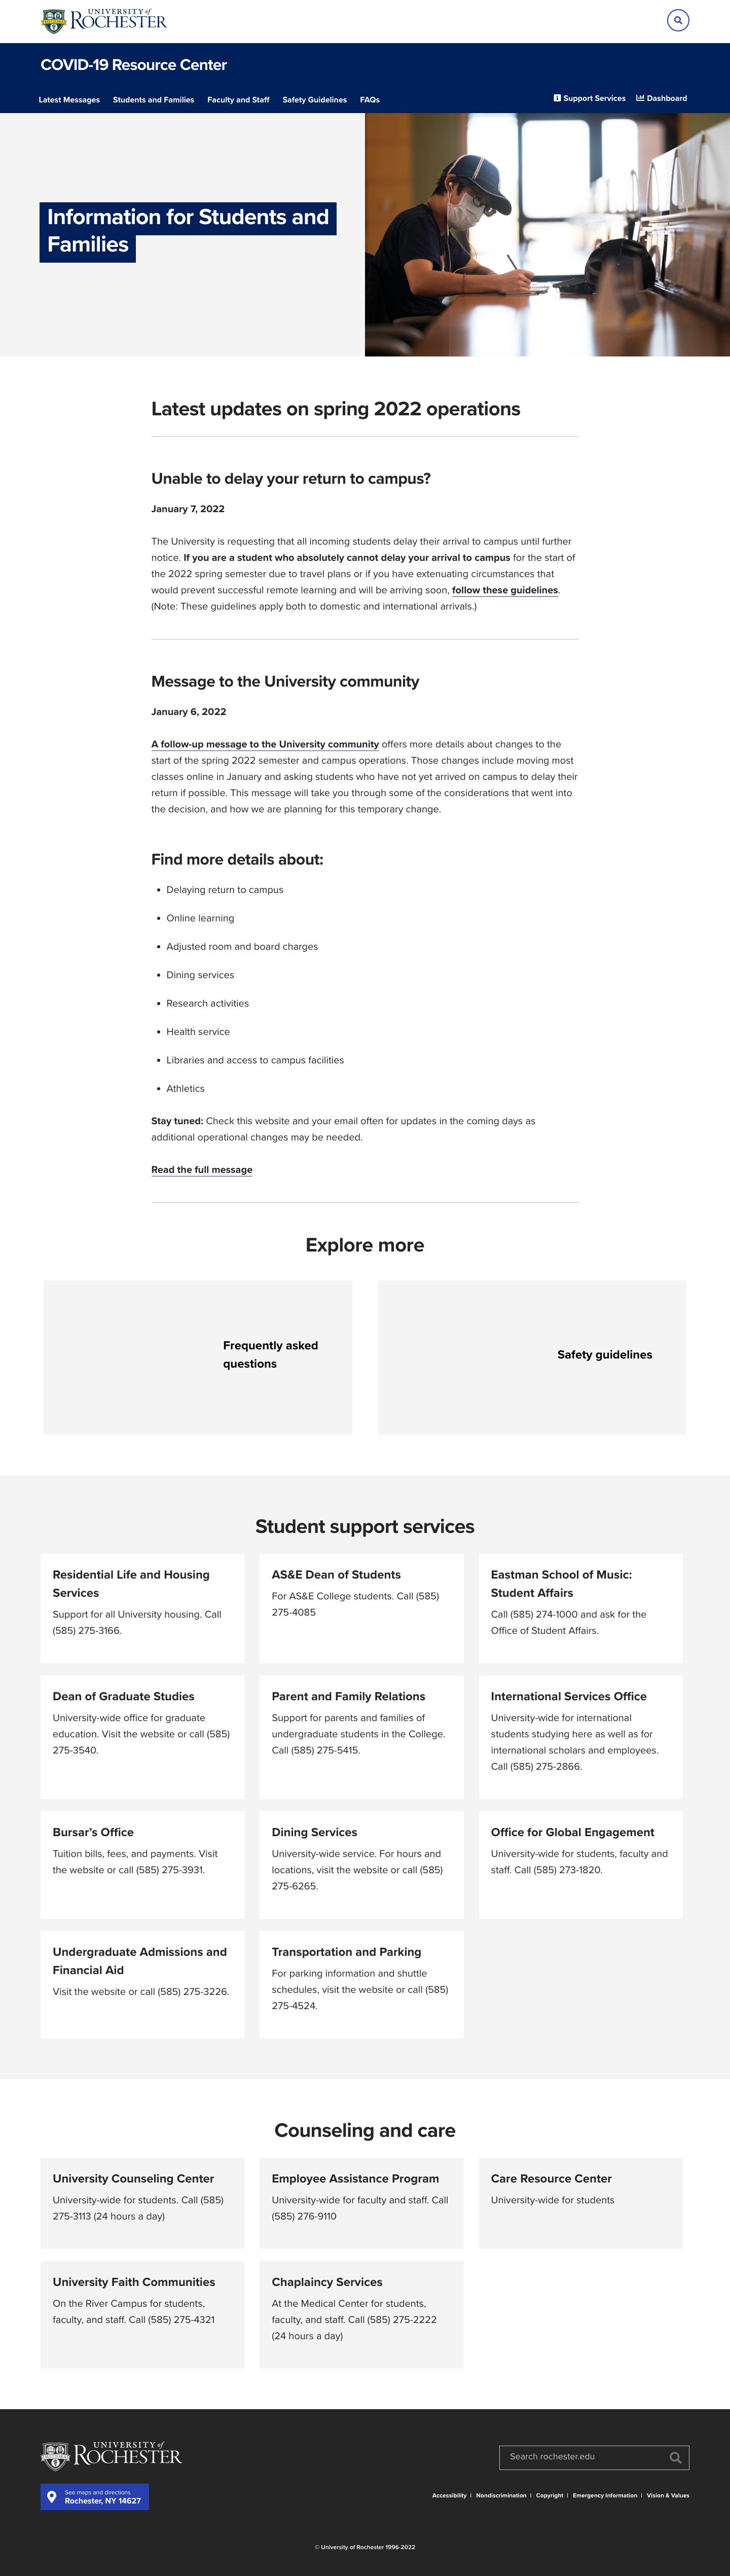 UNIVERSITY of
ROCHESTER
COVID-19 Resource Center
Latest Messages
Students and Families
Faculty and Staff
Safety Guidelines
FAQs
Support Services
Dashboard
Information for Students and
Families
Latest updates on spring 2022 operations
Unable to delay your return to campus?
January 7, 2022
The University is requesting that all incoming students delay their arrival to campus until further
notice. If you are a student who absolutely cannot delay your arrival to campus for the start of
the 2022 spring semester due to travel plans or if you have extenuating circumstances that
would prevent successful remote learning and will be arriving soon, follow these guidelines.
(Note: These guidelines apply both to domestic and international arrivals.)
Message to the University community
January 6, 2022
A follow-up message to the University community offers more details about changes to the
start of the spring 2022 semester and campus operations. Those changes include moving most
classes online in January and asking students who have not yet arrived on campus to delay their
return if possible. This message will take you through some of the considerations that went into
the decision, and how we are planning for this temporary change.
Find more details about:
• Delaying return to campus
• Online learning
• Adjusted room and board charges
• Dining services
• Research activities
• Health service
• Libraries and access to campus facilities
• Athletics
Stay tuned: Check this website and your email often for updates in the coming days as
additional operational changes may be needed.
Read the full message
Explore more
Frequently asked
questions
Safety guidelines
Student support services
Residential Life and Housing
Services
Support for all University housing. Call
(585) 275-3166.
AS&E Dean of Students
For AS&E College students. Call (585)
275-4085
Eastman School of Music:
Student Affairs
Call (585) 274-1000 and ask for the
Office of Student Affairs.
Dean of Graduate Studies
University-wide office for graduate
education. Visit the website or call (585)
275-3540.
Parent and Family Relations
Support for parents and families of
undergraduate students in the College.
Call (585) 275-5415.
International Services Office
University-wide for international
students studying here as well as for
international scholars and employees.
Call (585) 275-2866.
Bursar’s Office
Tuition bills, fees, and payments. Visit
the website or call (585) 275-3931.
Dining Services
University-wide service. For hours and
locations, visit the website or call (585)
275-6265.
Office for Global Engagement
University-wide for students, faculty and
staff. Call (585) 273-1820.
Undergraduate Admissions and
Financial Aid
Visit the website or call (585) 275-3226.
Transportation and Parking
For parking information and shuttle
schedules, visit the website or call (585)
275-4524.
Counseling and care
University Counseling Center
University-wide for students. Call (585)
275-3113 (24 hours a day)
Employee Assistance Program
University-wide for faculty and staff. Call
(585) 276-9110
Care Resource Center
University-wide for students
University Faith Communities
On the River Campus for students,
faculty, and staff. Call (585) 275-4321
Chaplaincy Services
At the Medical Center for students,
faculty, and staff. Call (585) 275-2222
(24 hours a day)
UNIVERSITY of
ROCHESTER
Search rochester.edu
See maps and directions
Rochester, NY 14627
Accessibility | Nondiscrimination | Copyright | Emergency Information | Vision & Values
© University of Rochester 1996-2022